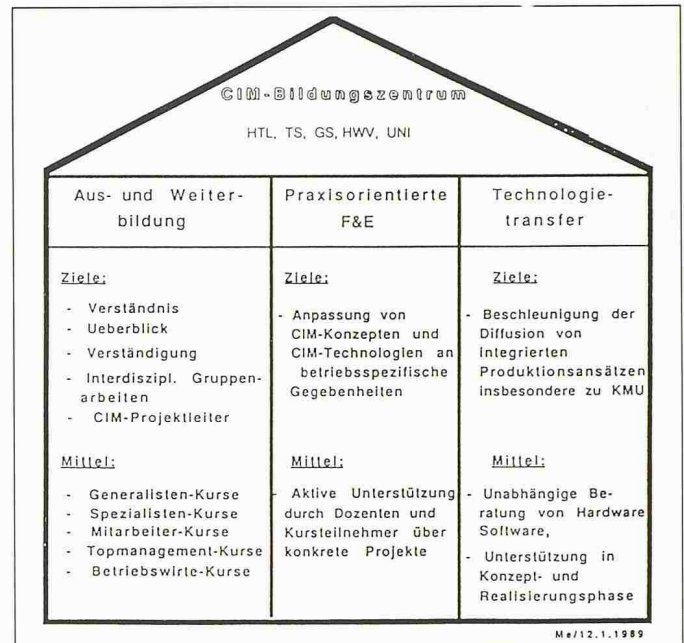 CIM-Bildungszentrum
HTL, TS, GS, HWV, UNI
Aus- und Weiter-
bildung
Ziele:
- Verständnis
- Ueberblick
- Verständigung
- Interdiszipl. Gruppen-
arbeiten
- CIM-Projektleiter
Mittel:
- Generalisten-Kurse
- Spezialisten-Kurse
- Mitarbeiter-Kurse
- Topmanagement-Kurse
- Betriebswirte-Kurse
Praxisorientierte
F&E
Ziele:
- Anpassung von
CIM-Konzepten und
CIM-Technologien an
betriebsspezifische
Gegebenheiten
Mittel:
- Aktive Unterstützung
durch Dozenten und
Kursteilnehmer über
konkrete Projekte
Technologie-
transfer
Ziele:
- Beschleunigung der
Diffusion von
Integrierten
Produktionsansätzen
insbesondere zu KMU
Mittel:
- Unabhängige Be-
ratung von Hardware
Software,
- Unterstützung in
Konzept- und
Realisierungsphase
Me/12.1.1989